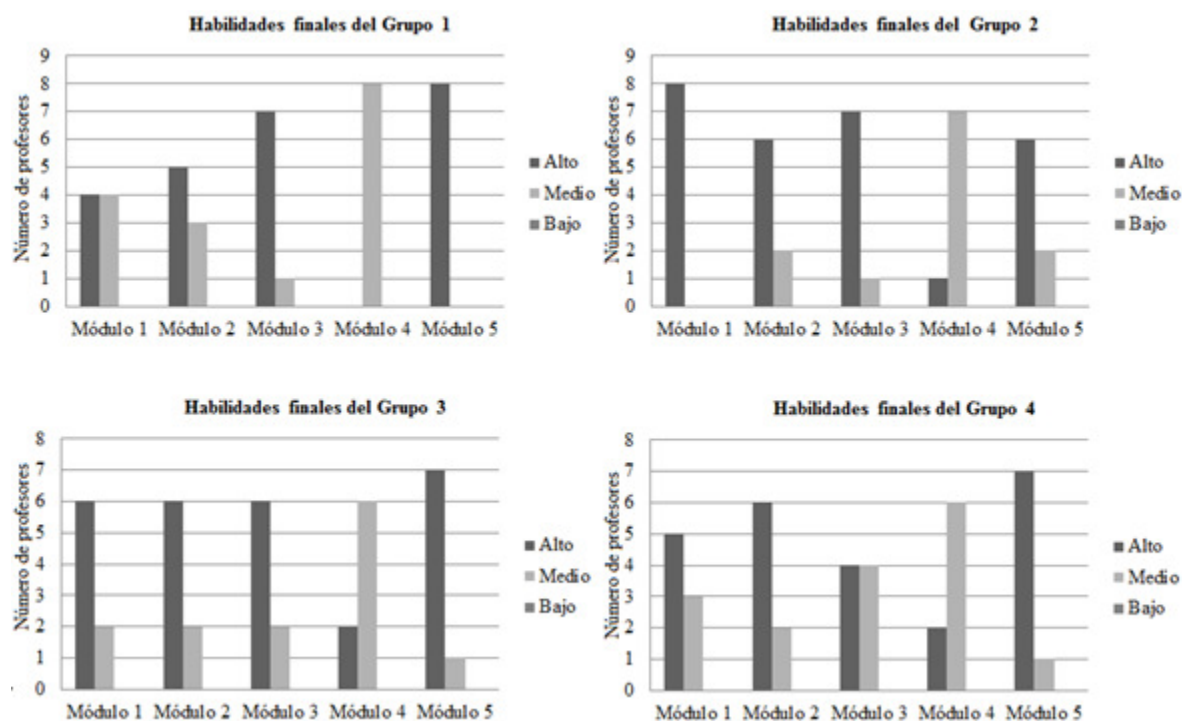 Habilidades finales del Grupo 1
9
8
7
6
5
4
3
2
1
0
Número de profesores
Módulo 1 Módulo 2 Módulo 3 Módulo 4 Módulo 5
Alto
Medio
Bajo
Habilidades finales del Grupo 2
9
8
7
6
5
4
3
2
1
0
Número de profesores
Módulo 1 Módulo 2 Módulo 3 Módulo 4 Módulo 5
Alto
Medio
Bajo
Habilidades finales del Grupo 3
8
7
6
5
4
3
2
1
0
Número de profesores
Módulo 1 Módulo 2 Módulo 3 Módulo 4 Módulo 5
Alto
Medio
Bajo
Habilidades finales del Grupo 4
8
7
6
5
4
3
2
1
0
Número de profesores
Módulo 1 Módulo 2 Módulo 3 Módulo 4 Módulo 5
Alto
Medio
Bajo